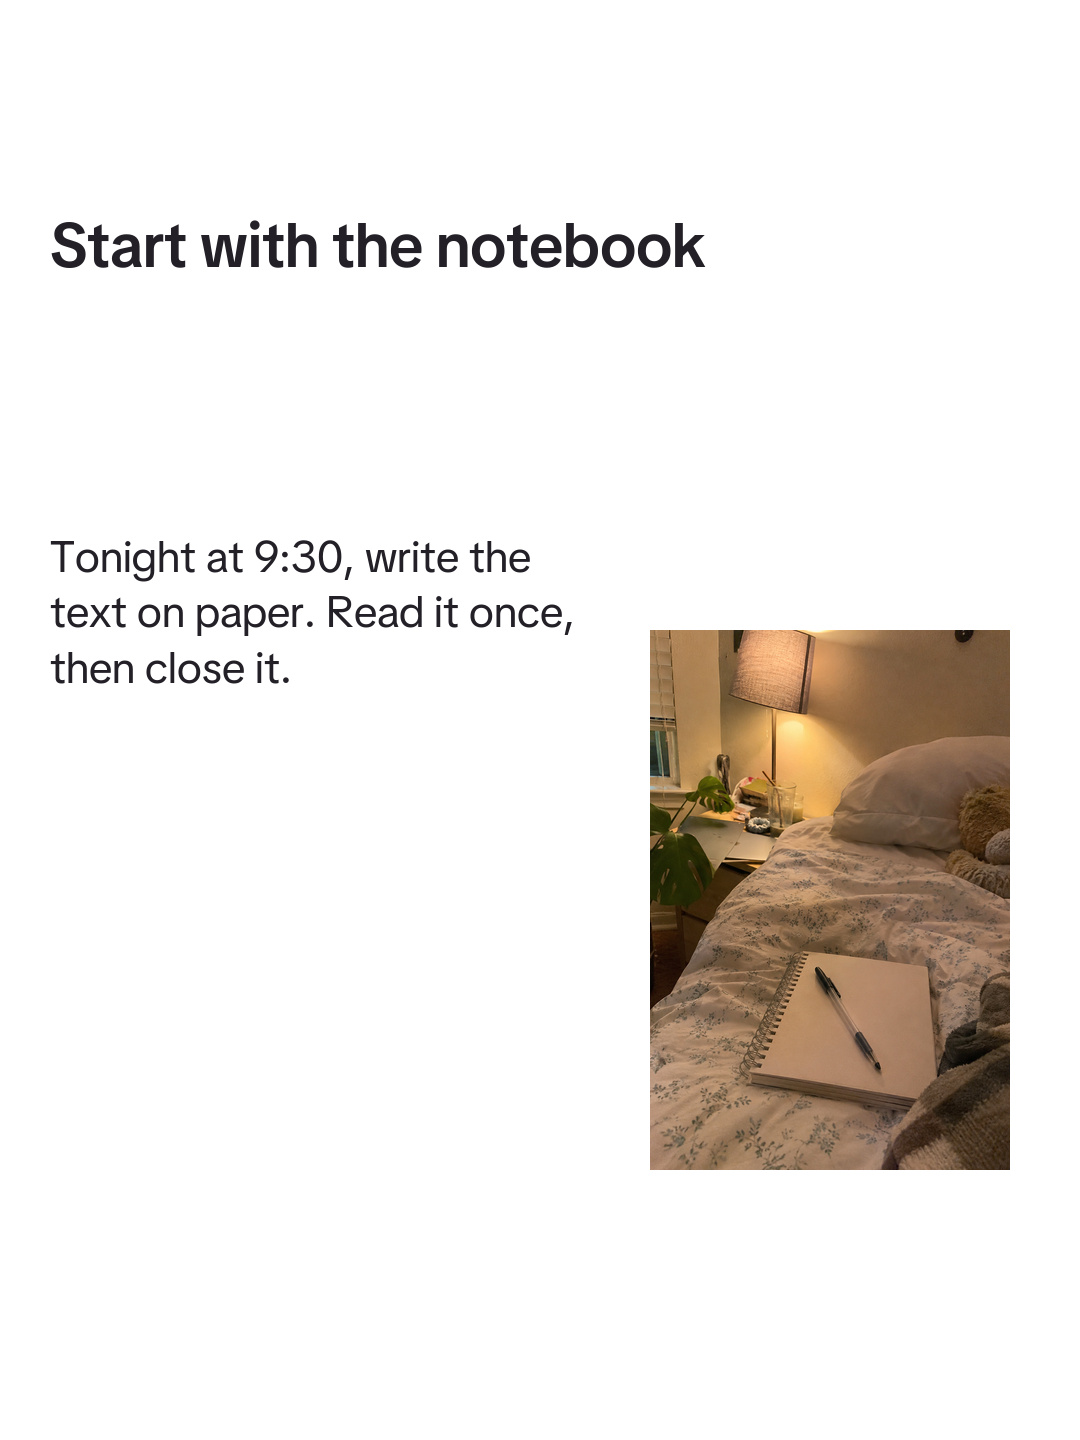 Start with the notebook
Tonight at 9:30, write the
text on paper. Read it once,
then close it.